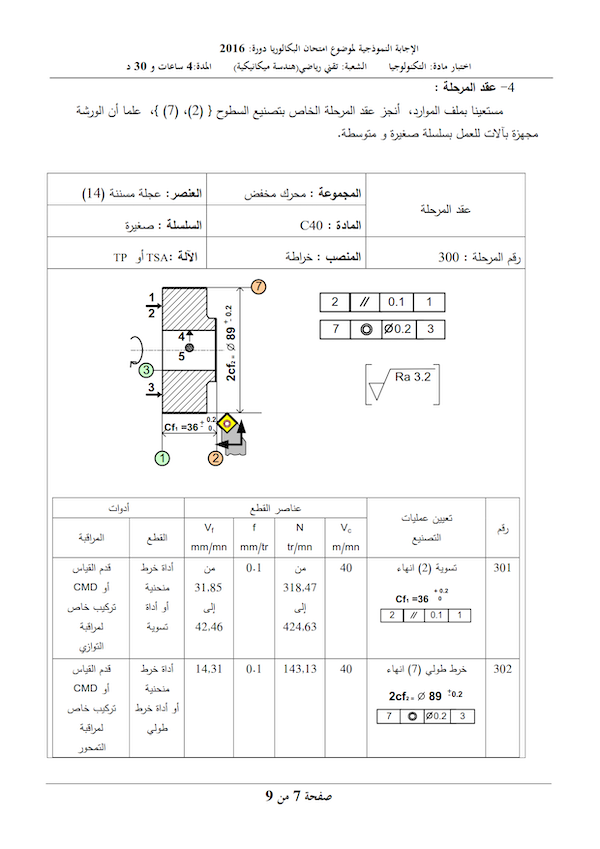 الإجابة النموذجية لموضوع امتحان البكالوريا دورة: 2016
اختبار مادة: التكنولوجيا الشعبة: تقني رياضي(هندسة ميكانيكية) المدة:4 ساعات و 30 د
4- عقد المرحلة :
مستعينا بملف الموارد، أنجز عقد المرحلة الخاص بتصنيع السطوح { (2)، (7) }، علما أن الورشة
مجهزة بآلات للعمل بسلسلة صغيرة و متوسطة.
عقد المرحلة
المجموعة : محرك مخفض
العنصر: عجلة مسننة (14)
المادة : C40
السلسلة : صغيرة
رقم المرحلة : 300
المنصب : خراطة
الآلة :TSA أو TP
7
1
2
4
5
3
3
2cf₂ = Ø 89 ± 0.2
Cf₁ =36 + 0.2 0
1
2
2 // 0.1 1
7 ◎ Ø0.2 3
Ra 3.2
رقم
تعيين عمليات
التصنيع
عناصر القطع
أدوات
Vc
m/mn
N
tr/mn
f
mm/tr
Vf
mm/mn
القطع
المراقبة
301
تسوية (2) انهاء
Cf₁ =36 + 0.2 0
2 // 0.1 1
40
من
318.47
إلى
424.63
0.1
من
31.85
إلى
42.46
أداة خرط
منحنية
أو أداة
تسوية
قدم القياس
أو CMD
تركيب خاص
لمراقبة
التوازي
302
خرط طولي (7) انهاء
2cf₂ = Ø 89 ±0.2
7 ◎ Ø0.2 3
40
143.13
0.1
14.31
أداة خرط
منحنية
أو أداة خرط
طولي
قدم القياس
أو CMD
تركيب خاص
لمراقبة
التمحور
صفحة 7 من 9